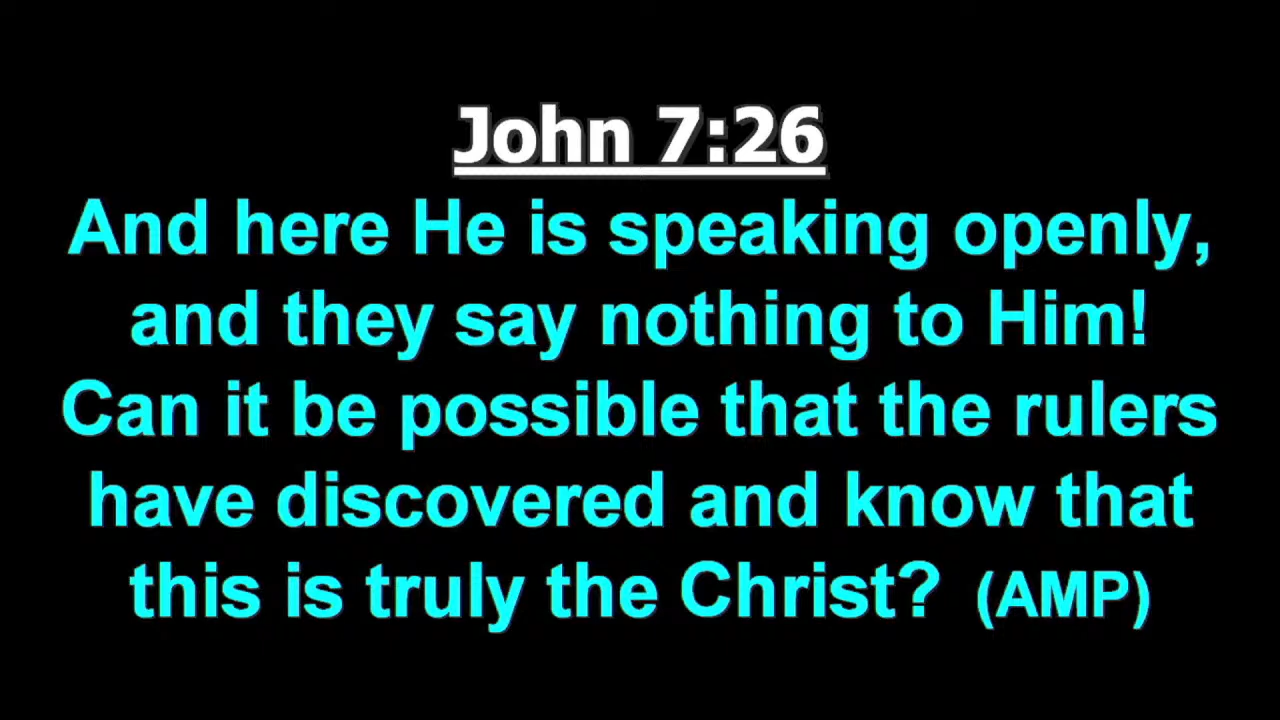 John 7:26
And here He is speaking openly,
and they say nothing to Him!
Can it be possible that the rulers
have discovered and know that
this is truly the Christ? (AMP)